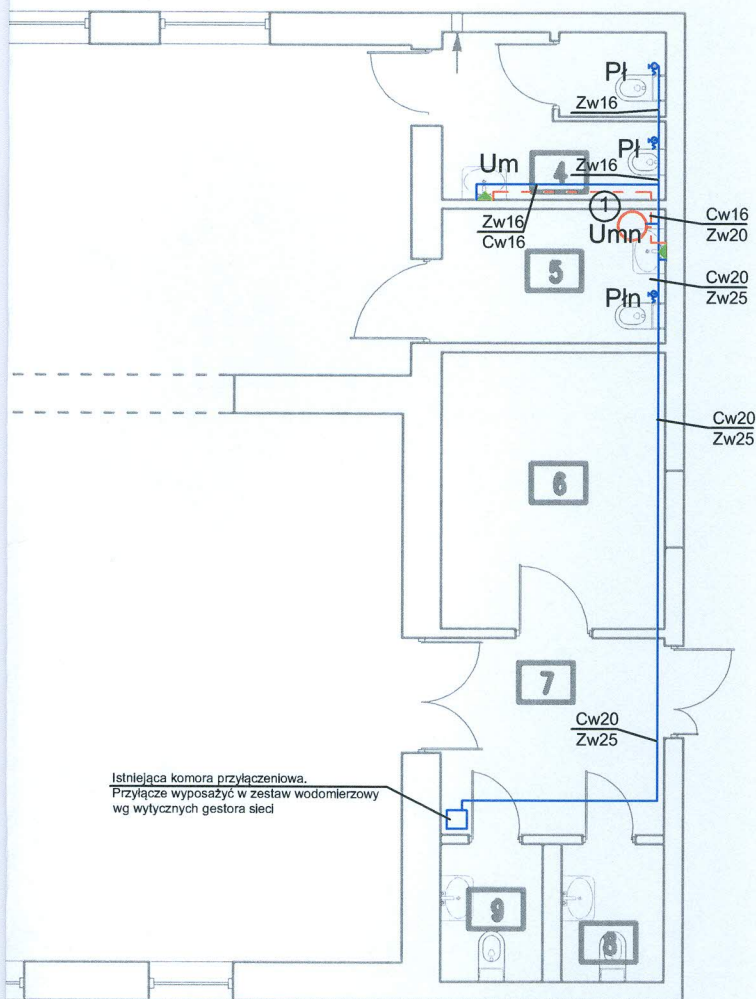 Pł
Zw16
Pł
Um
4
Zw16
Zw16
Cw16
1
Umn
Cw16
Zw20
5
Cw20
Zw25
Płn
Cw20
Zw25
6
7
Cw20
Zw25
Istniejąca komora przyłączeniowa.
Przyłącze wyposażyć w zestaw wodomierzowy
wg wytycznych gestora sieci
9
8